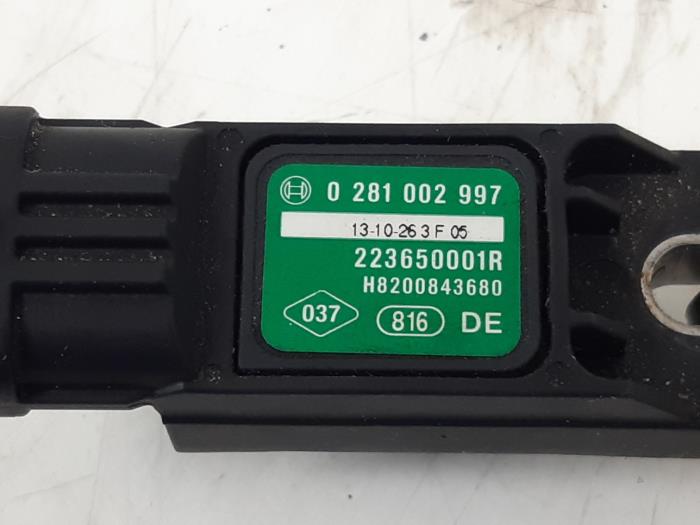 0 281 002 997
13-10-26 3 F 05
223650001R
H8200843680
037 816 DE